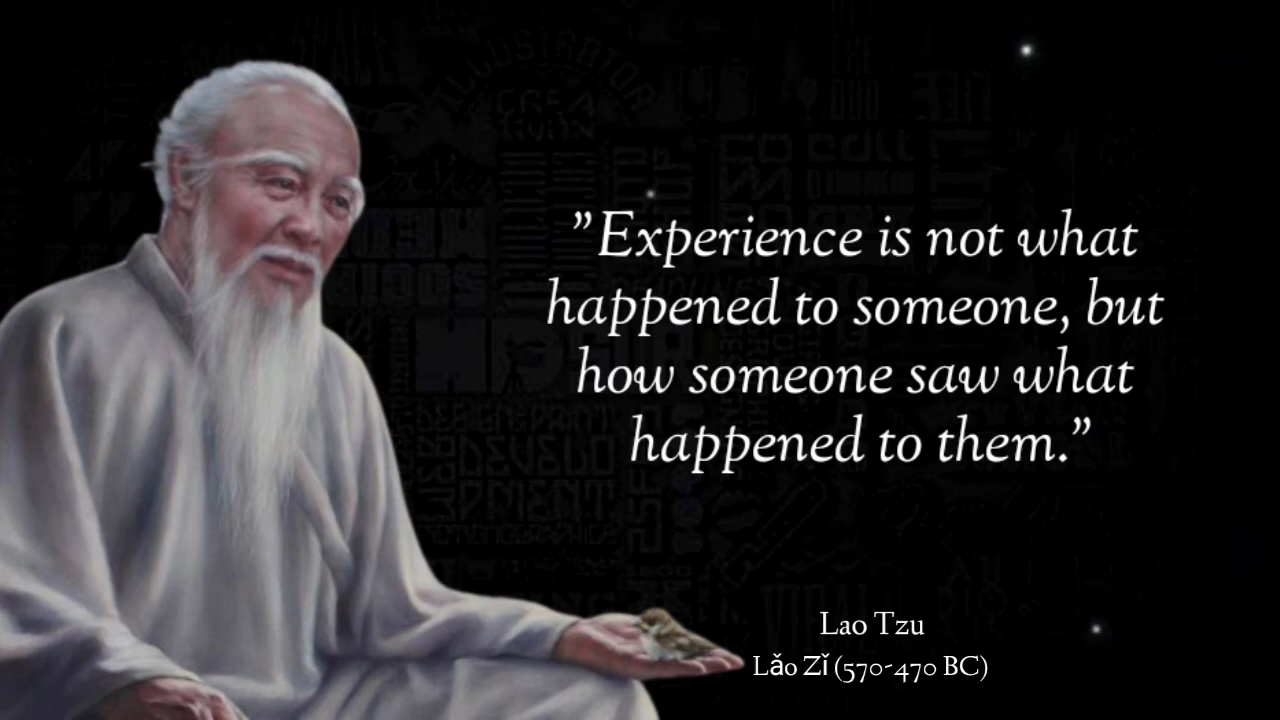 ”Experience is not what
happened to someone, but
how someone saw what
happened to them.”
Lao Tzu
Lǎo Zǐ (570-470 BC)